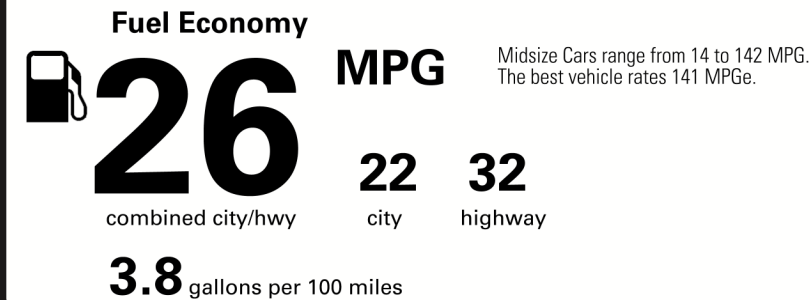 Fuel Economy
26 MPG
Midsize Cars range from 14 to 142 MPG.
The best vehicle rates 141 MPGe.
22 32
combined city/hwy city highway
3.8 gallons per 100 miles